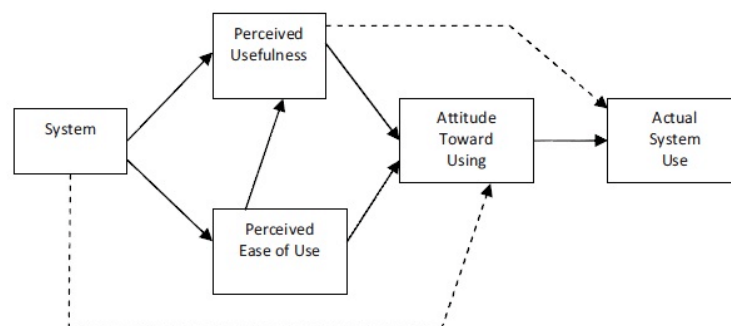 Perceived
Usefulness
System
Attitude
Toward
Using
Actual
System
Use
Perceived
Ease of Use